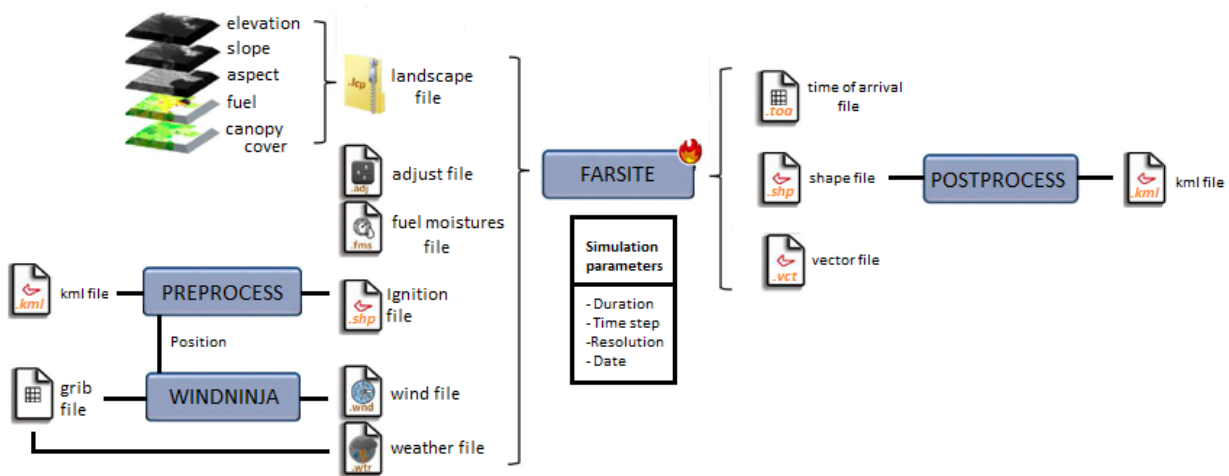 elevation
slope
aspect
fuel
canopy
cover
.lcp
landscape
file
.adj
adjust file
.fms
fuel moistures
file
.kml
kml file
PREPROCESS
.shp
Ignition
file
Position
grib
file
WINDNINJA
.wnd
wind file
.wtr
weather file
FARSITE
Simulation
parameters
- Duration
- Time step
-Resolution
- Date
.toa
time of arrival
file
.shp
shape file
POSTPROCESS
.kml
kml file
.vct
vector file